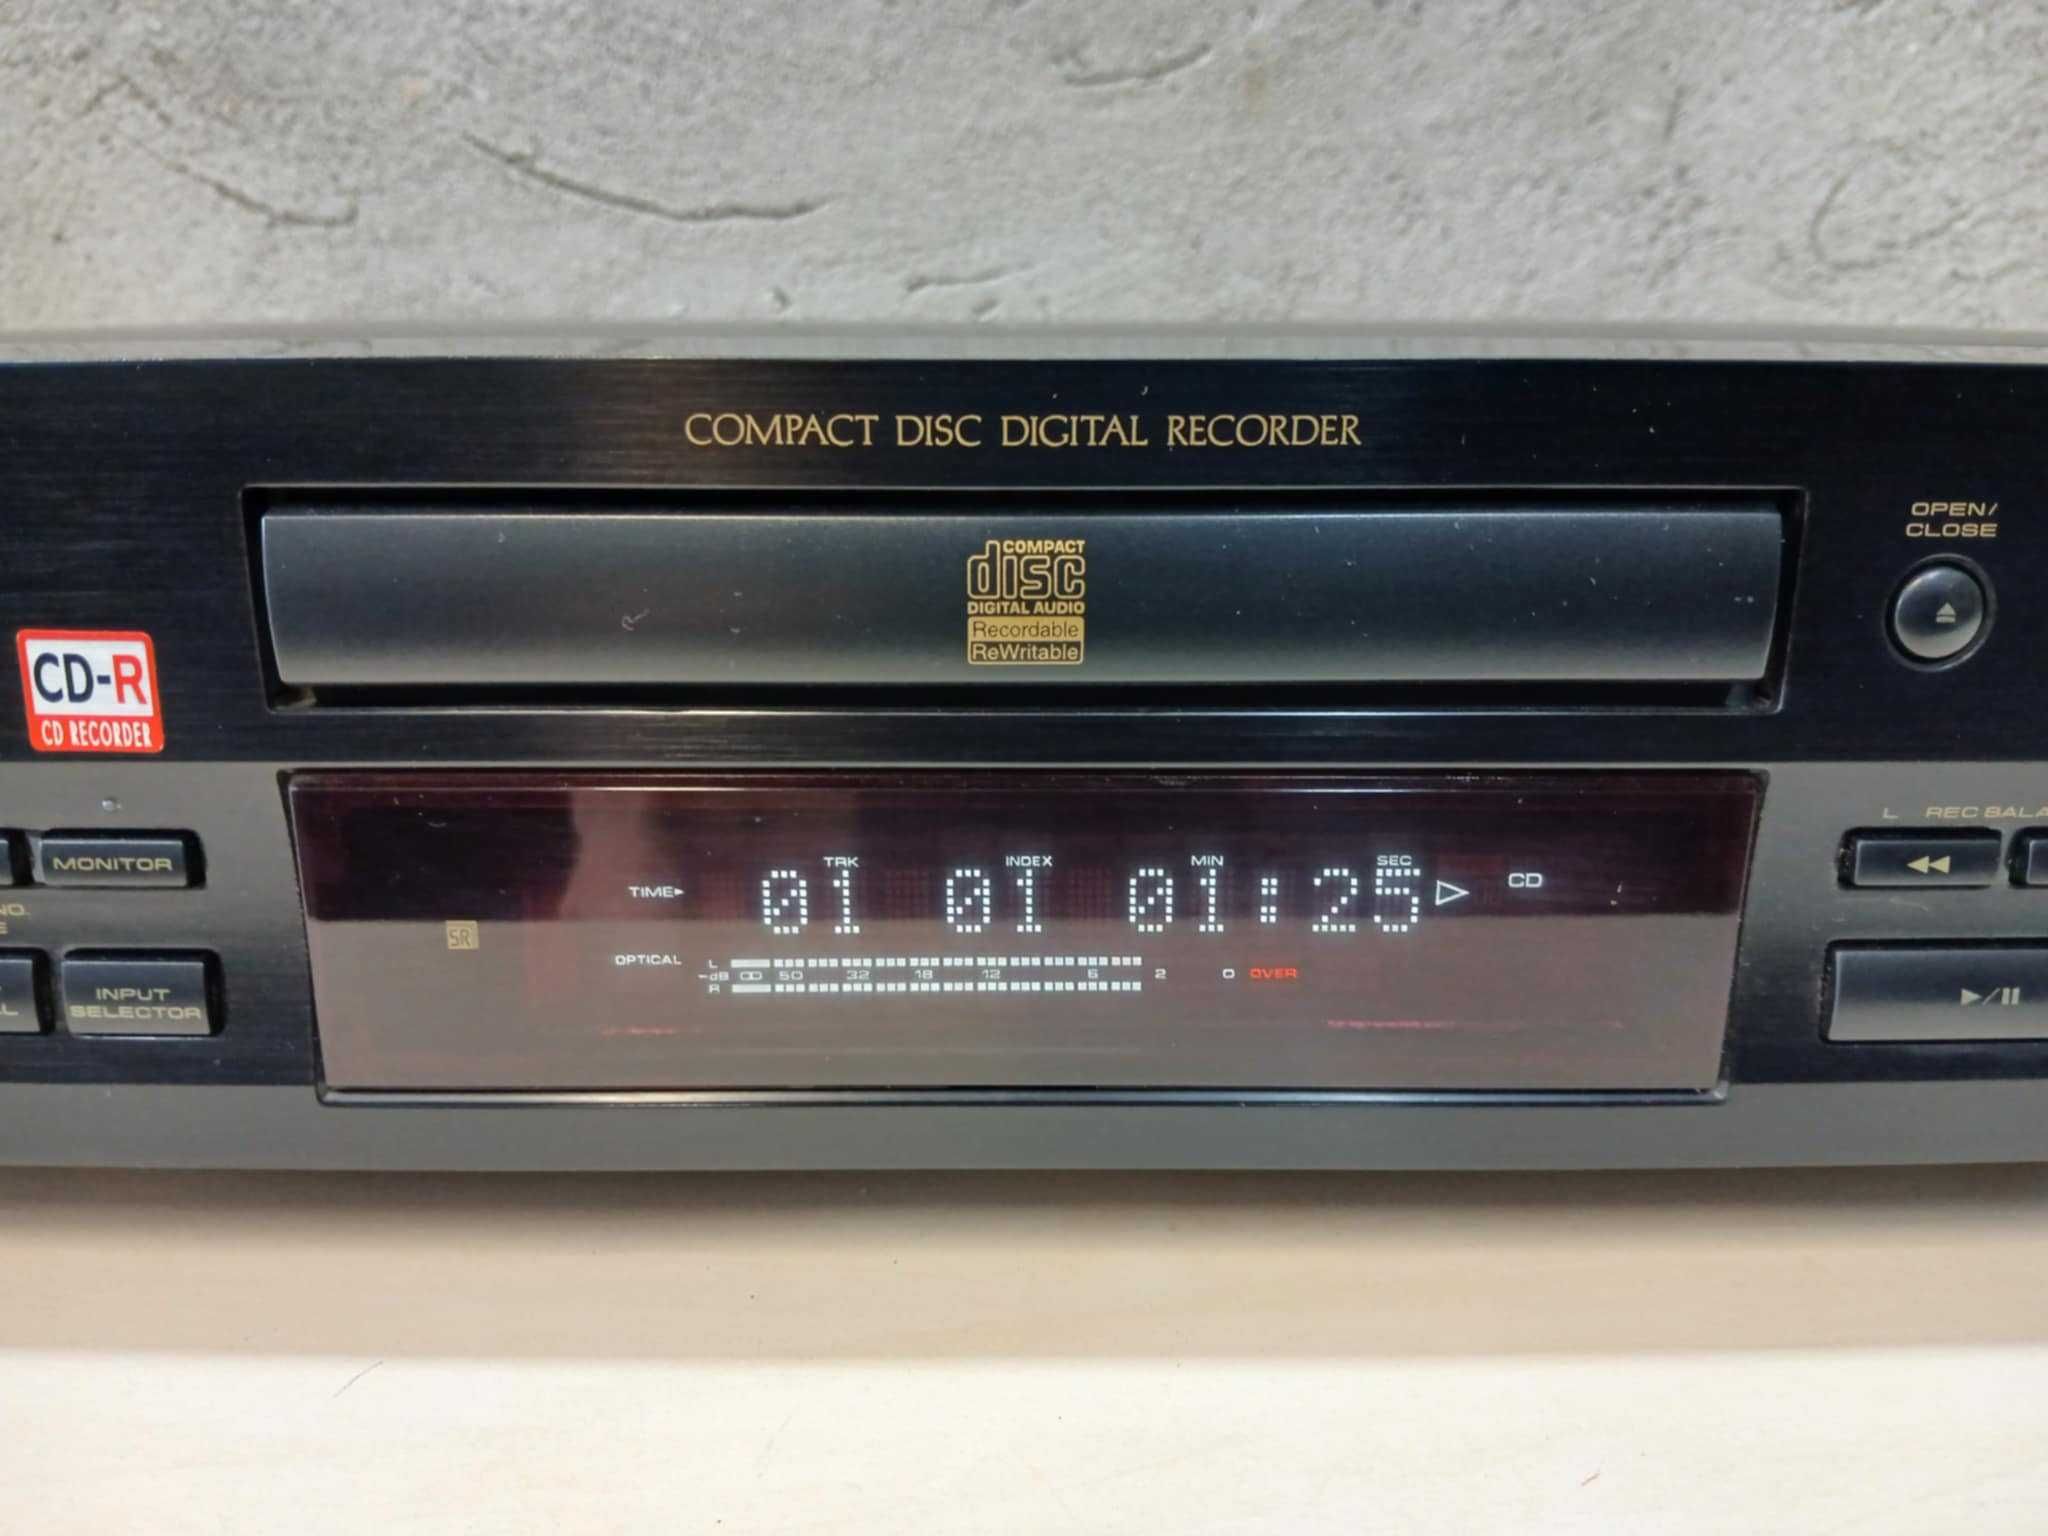 COMPACT DISC DIGITAL RECORDER
OPEN/
CLOSE
COMPACT
disc
DIGITAL AUDIO
Recordable
ReWritable
CD-R
CD RECORDER
L REC
MONITOR
TRK INDEX MIN SEC
TIME 01 01 01:25 CD
NO.
SR
OPTICAL L
-dB ∞ 50 32 18 12 6 2 0 OVER
R
INPUT
SELECTOR